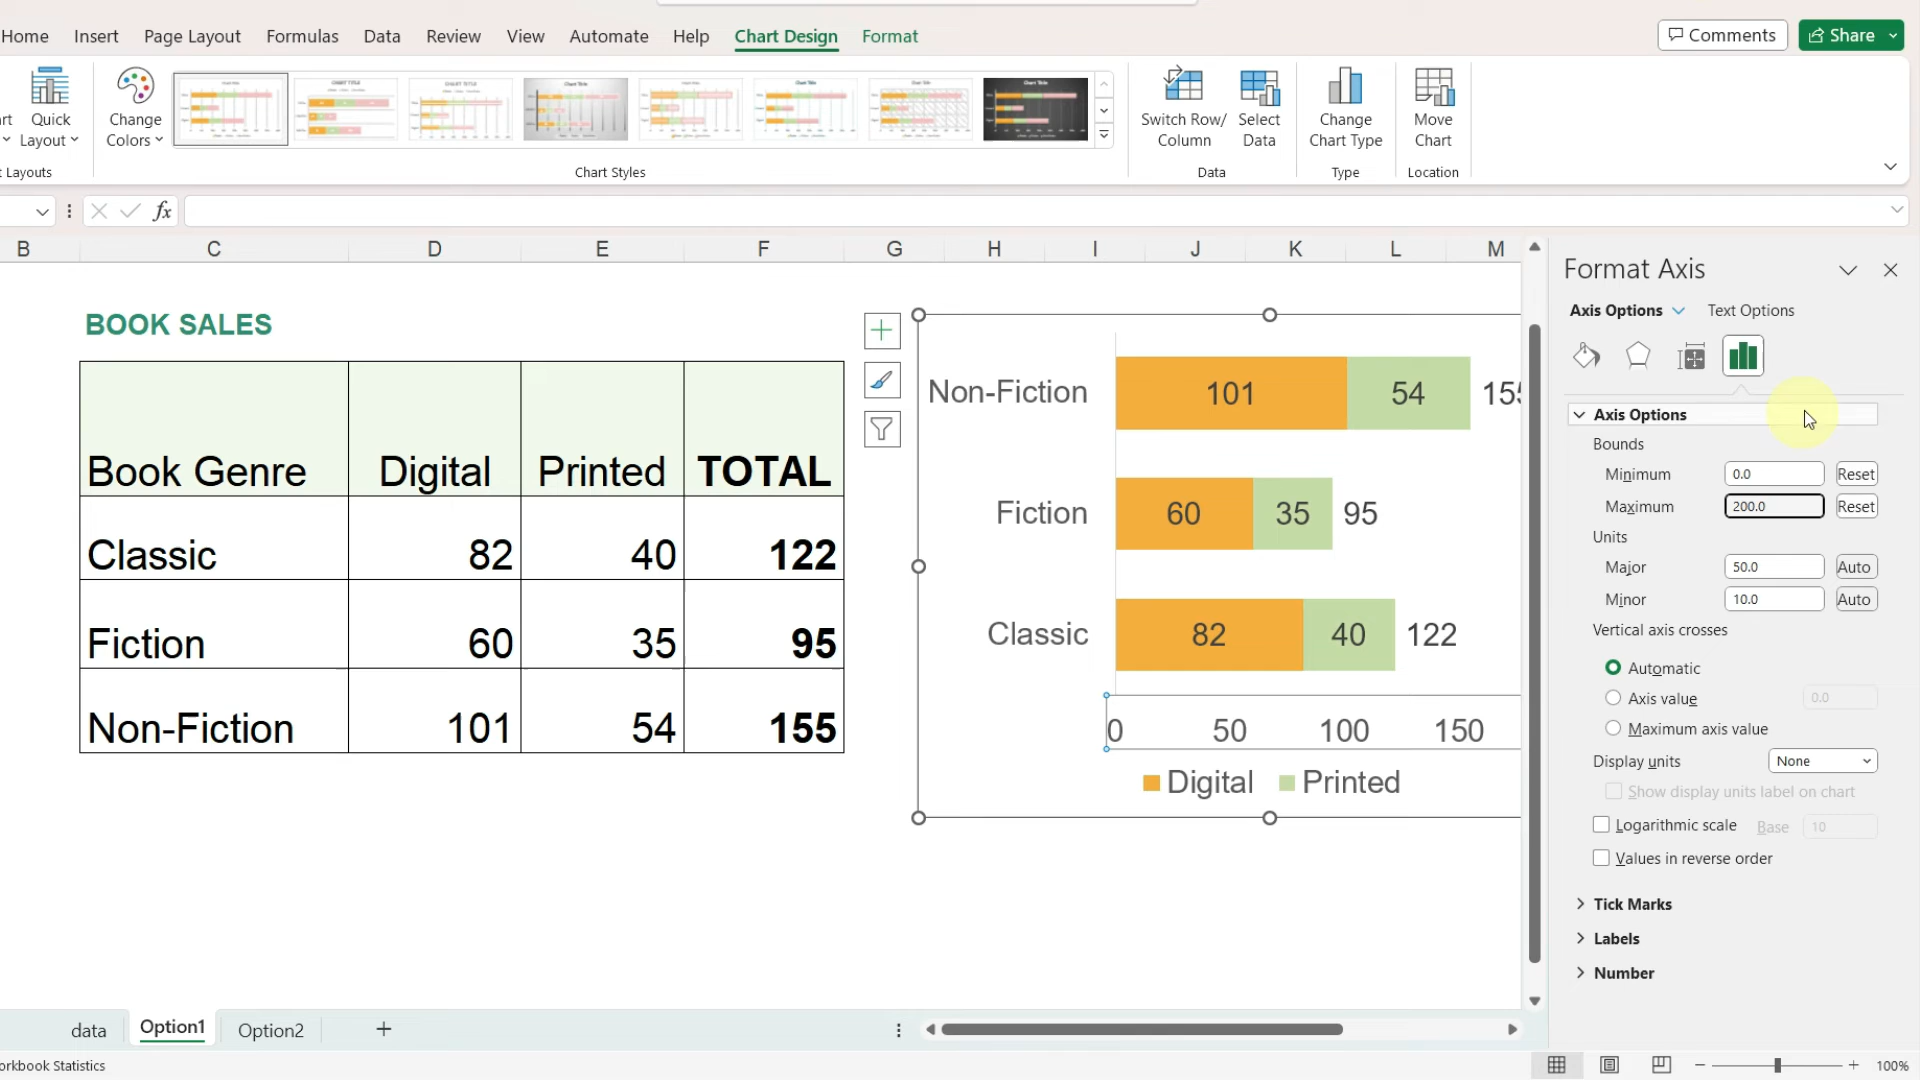 Home Insert Page Layout Formulas Data Review View Automate Help Chart Design Format Comments Share
Quick Layout
Change Colors
Switch Row/ Column
Select Data
Change Chart Type
Move Chart
Layouts Chart Styles Data Type Location
fx
B C D E F G H I J K L M
BOOK SALES
Book Genre Digital Printed TOTAL
Classic 82 40 122
Fiction 60 35 95
Non-Fiction 101 54 155
Non-Fiction 101 54 155
Fiction 60 35 95
Classic 82 40 122
0 50 100 150
Digital Printed
Format Axis
Axis Options Text Options
Axis Options
Bounds
Minimum 0.0 Reset
Maximum 200.0 Reset
Units
Major 50.0 Auto
Minor 10.0 Auto
Vertical axis crosses
Automatic
Axis value 0.0
Maximum axis value
Display units None
Show display units label on chart
Logarithmic scale Base 10
Values in reverse order
Tick Marks
Labels
Number
data Option1 Option2 +
orkbook Statistics 100%